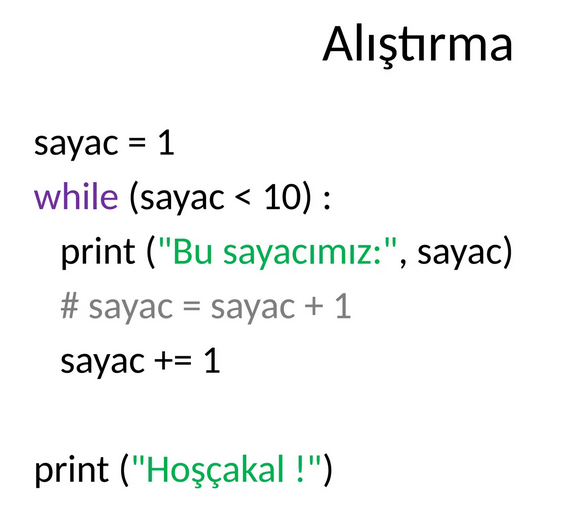 Alıştırma
sayac = 1
while (sayac < 10) :
print ("Bu sayacımız:", sayac)
# sayac = sayac + 1
sayac += 1
print ("Hoşçakal !")